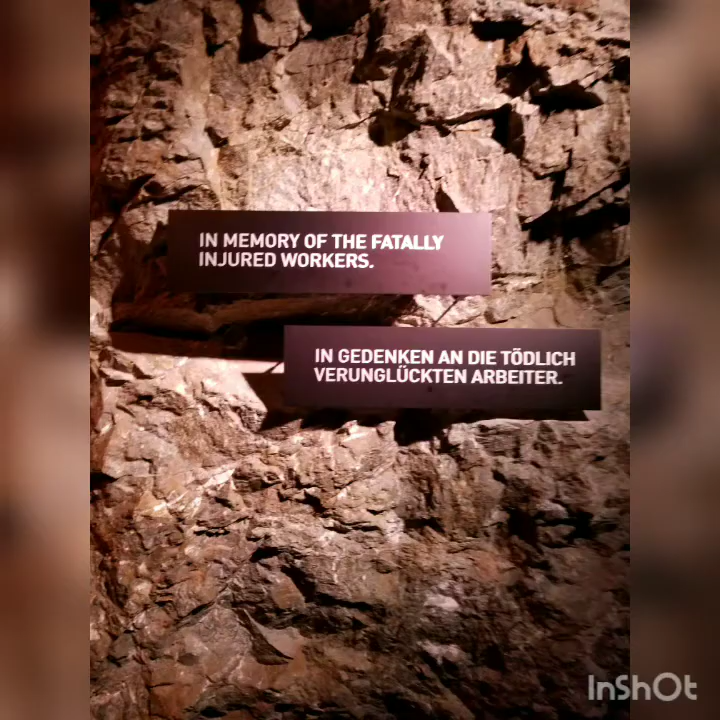 IN MEMORY OF THE FATALLY
INJURED WORKERS.
IN GEDENKEN AN DIE TÖDLICH
VERUNGLÜCKTEN ARBEITER.
InShOt